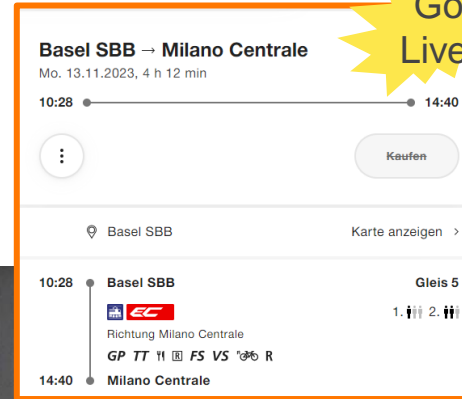 Go
Live
Basel SBB → Milano Centrale
Mo. 13.11.2023, 4 h 12 min
10:28 14:40
Kaufen
Basel SBB Karte anzeigen >
10:28 Basel SBB Gleis 5
EC 1. 2.
Richtung Milano Centrale
GP TT R FS VS R
14:40 Milano Centrale